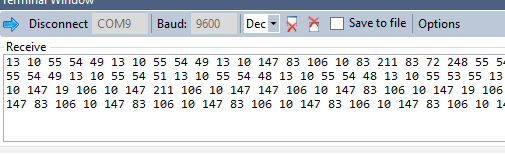 Terminal Window
Disconnect COM9 Baud: 9600 Dec Save to file Options
Receive
13 10 55 54 49 13 10 55 54 49 13 10 147 83 106 10 83 211 83 72 248 55 54
55 54 49 13 10 55 54 51 13 10 55 54 48 13 10 55 54 48 13 10 55 53 55 13
10 147 19 106 10 147 211 106 10 147 147 106 10 147 83 106 10 147 19 106
147 83 106 10 147 83 106 10 147 83 106 10 147 83 106 10 147 83 106 10